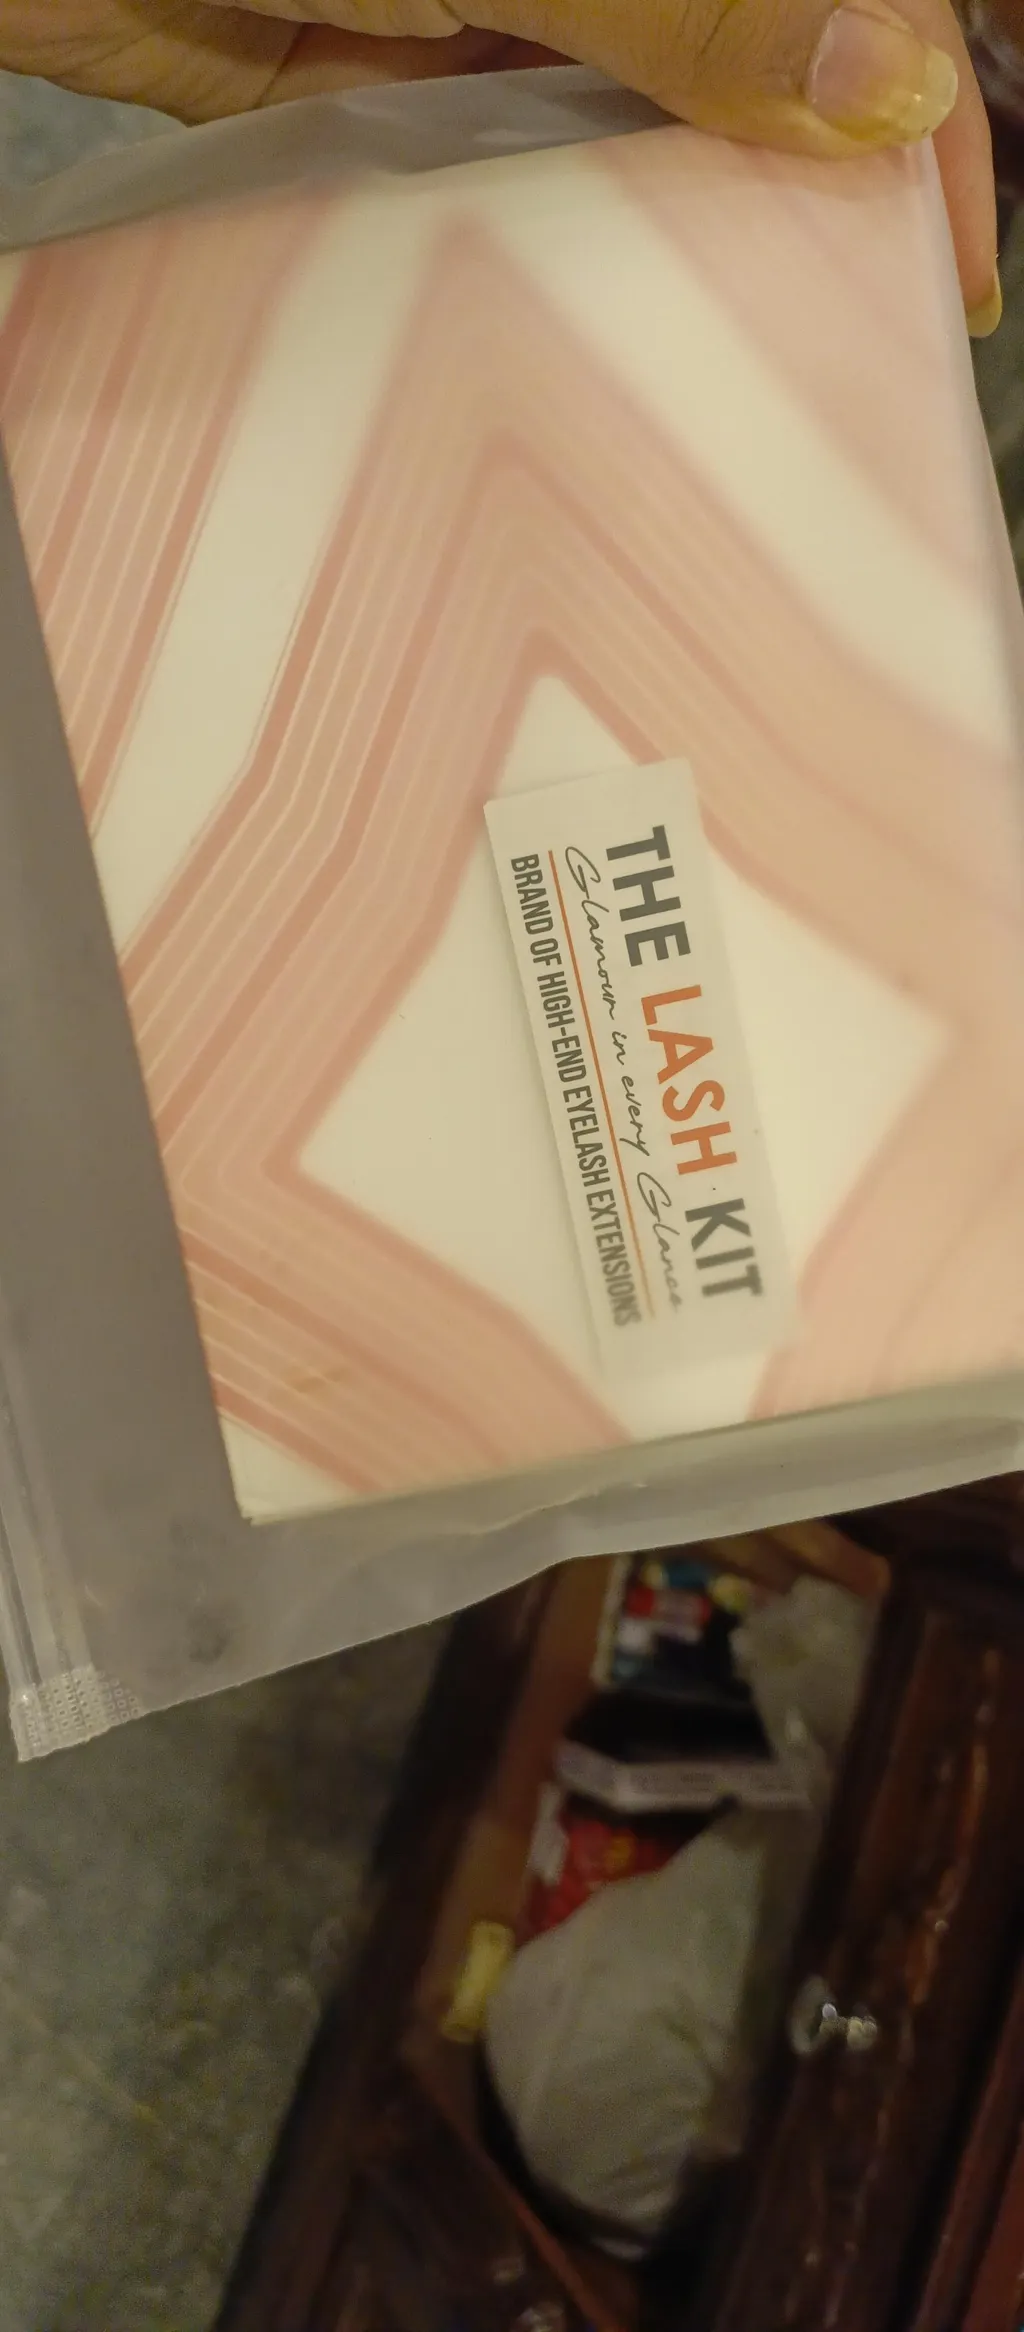 THE LASH KIT
Glamour in every Glance
BRAND OF HIGH-END EYELASH EXTENSIONS